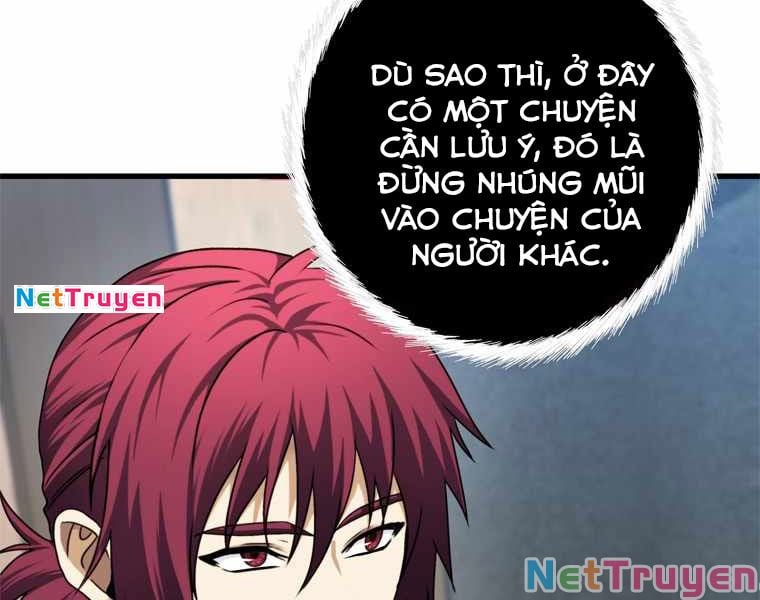 DÙ SAO THÌ, Ở ĐÂY
CÓ MỘT CHUYỆN
CẦN LƯU Ý, ĐÓ LÀ
ĐỪNG NHÚNG MŨI
VÀO CHUYỆN CỦA
NGƯỜI KHÁC.
NetTruyen
NetTruyen